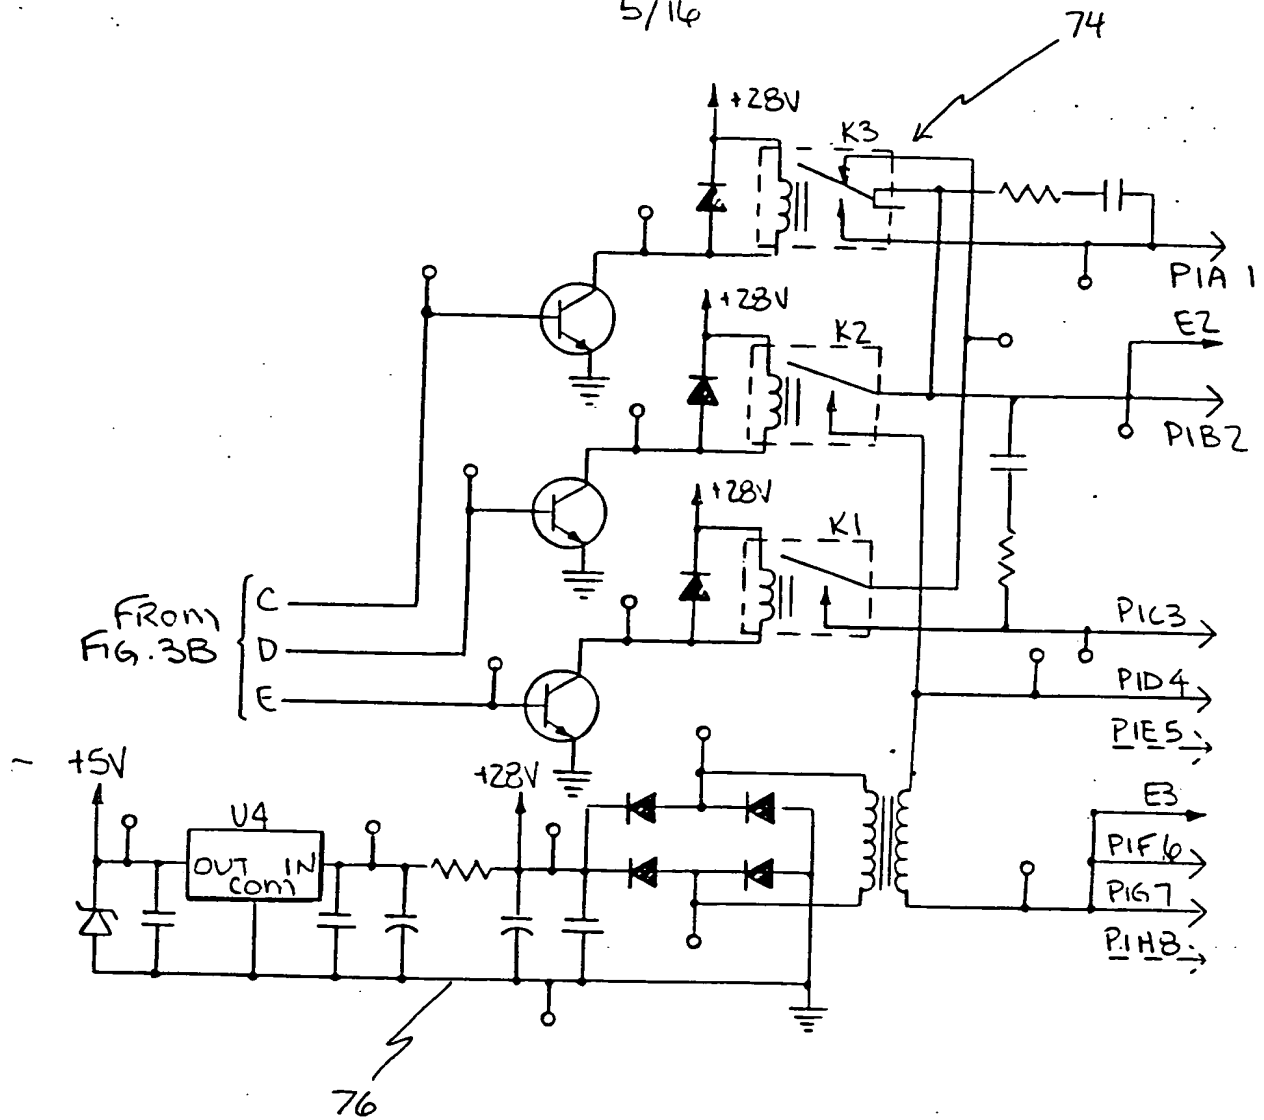 5/16
74
+28V
K3
P1A 1
+28V
E2
K2
P1B2
+28V
K1
C
FROM
FIG. 3B
D
P1C3
E
P1D4
P1E5
+5V
+28V
U4
E3
OUT IN
COM
P1F6
P1G7
P1H8
76